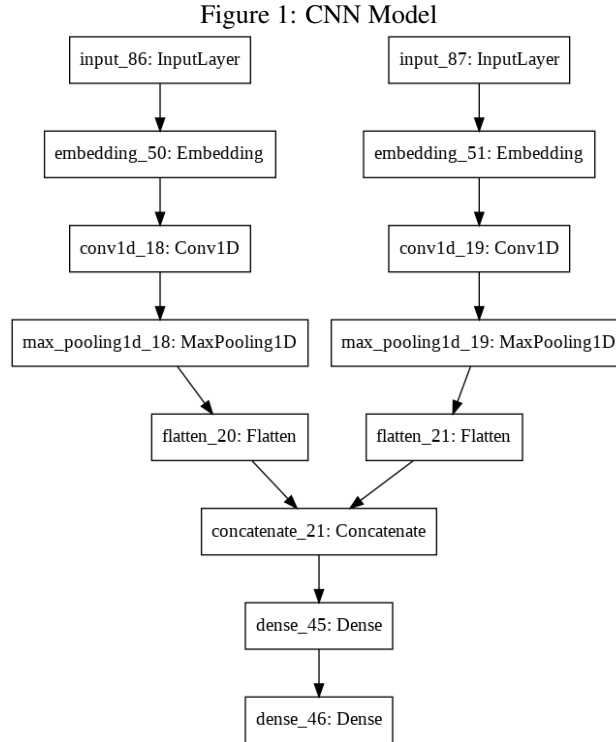 Figure 1: CNN Model
input_86: InputLayer
input_87: InputLayer
embedding_50: Embedding
embedding_51: Embedding
conv1d_18: Conv1D
conv1d_19: Conv1D
max_pooling1d_18: MaxPooling1D
max_pooling1d_19: MaxPooling1D
flatten_20: Flatten
flatten_21: Flatten
concatenate_21: Concatenate
dense_45: Dense
dense_46: Dense